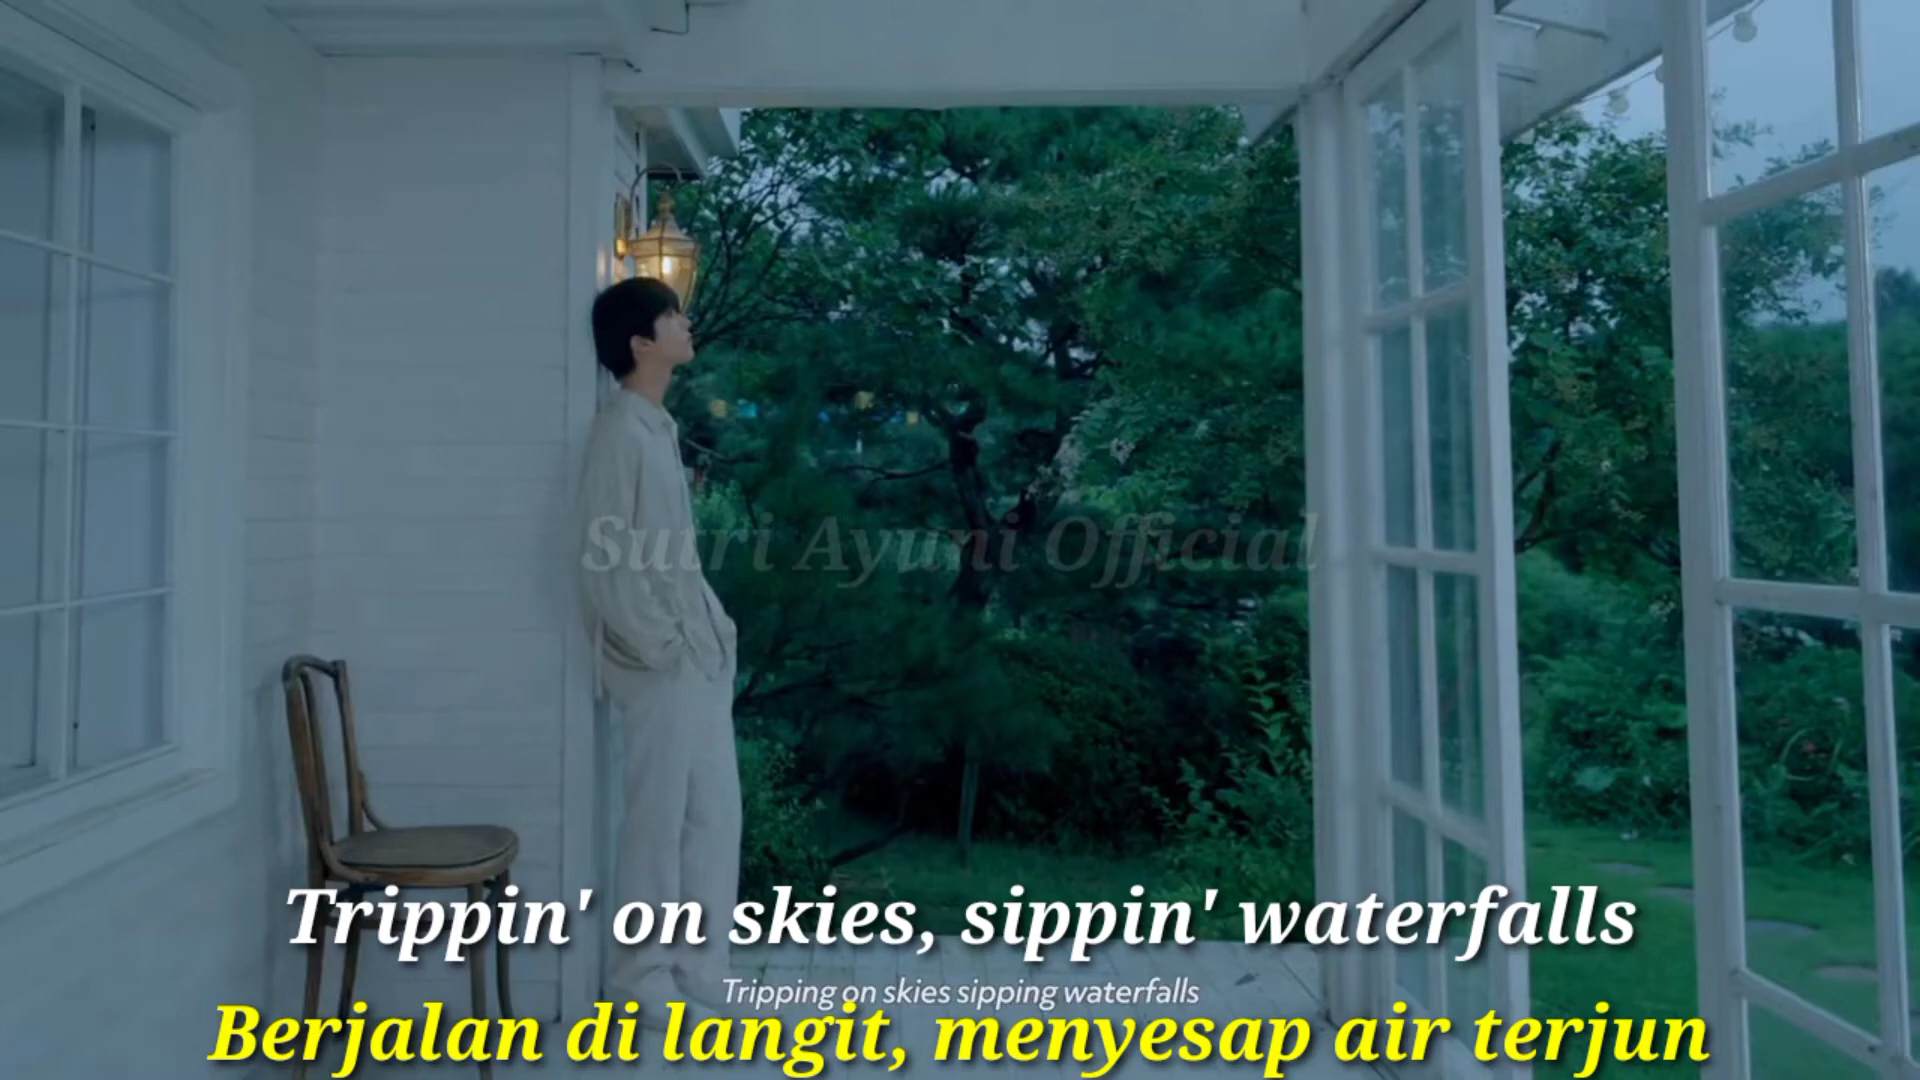 Sutri Ayuni Official
Trippin' on skies, sippin' waterfalls
Tripping on skies sipping waterfalls
Berjalan di langit, menyesap air terjun